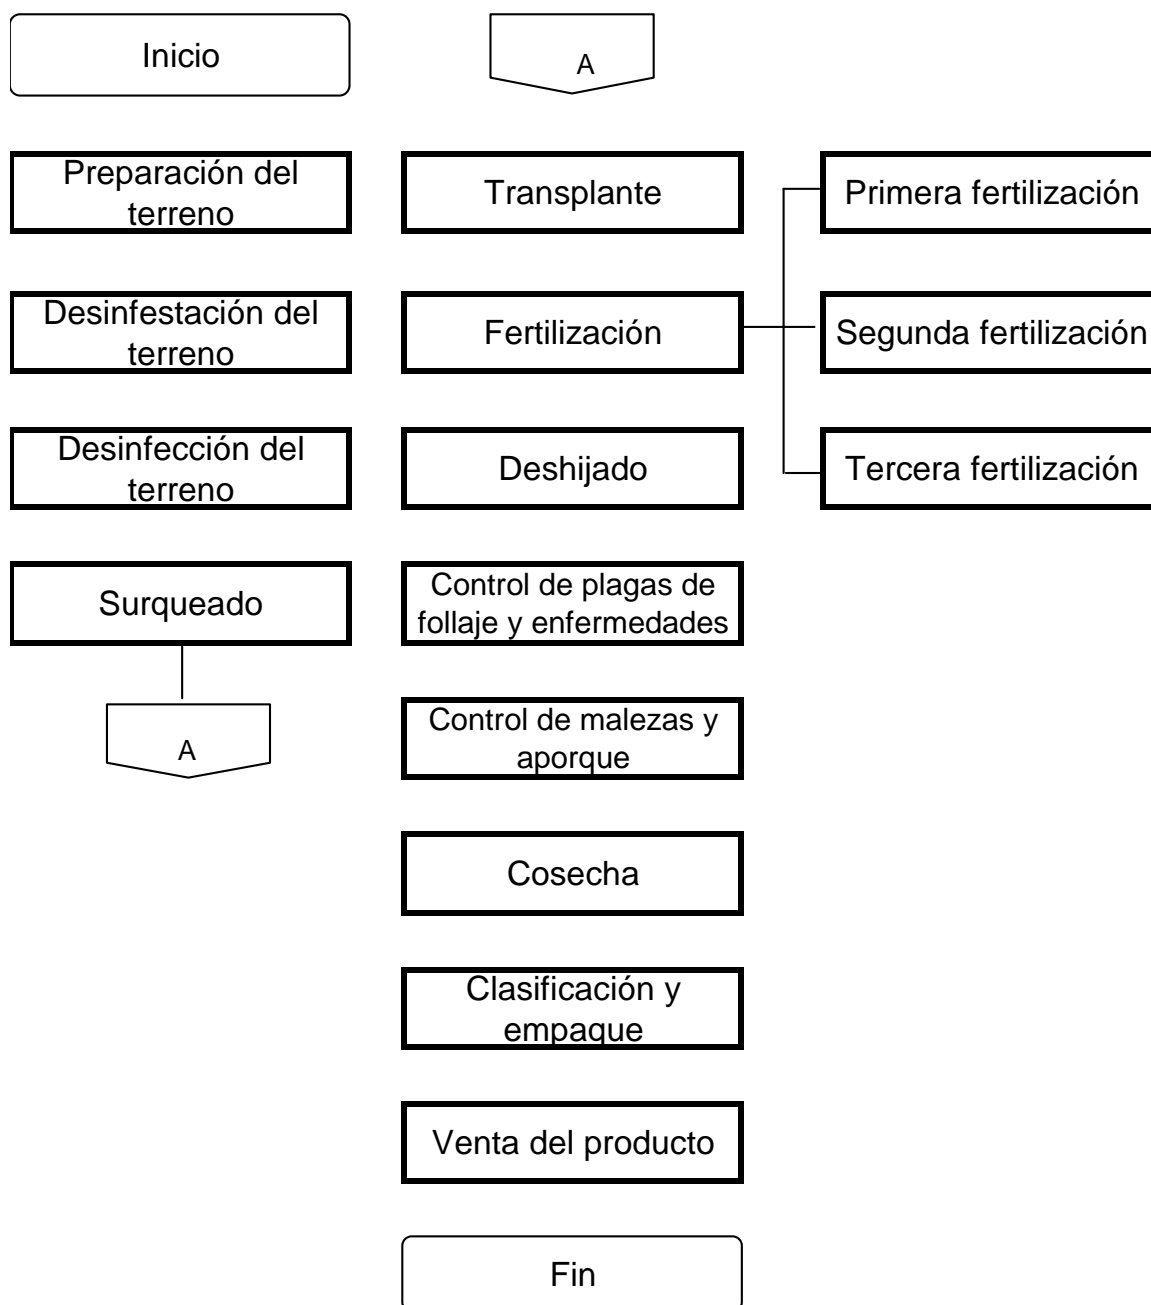 Inicio
Preparación del
terreno
Desinfestación del
terreno
Desinfección del
terreno
Surqueado
A
A
Transplante
Fertilización
Deshijado
Control de plagas de
follaje y enfermedades
Control de malezas y
aporque
Cosecha
Clasificación y
empaque
Venta del producto
Fin
Primera fertilización
Segunda fertilización
Tercera fertilización